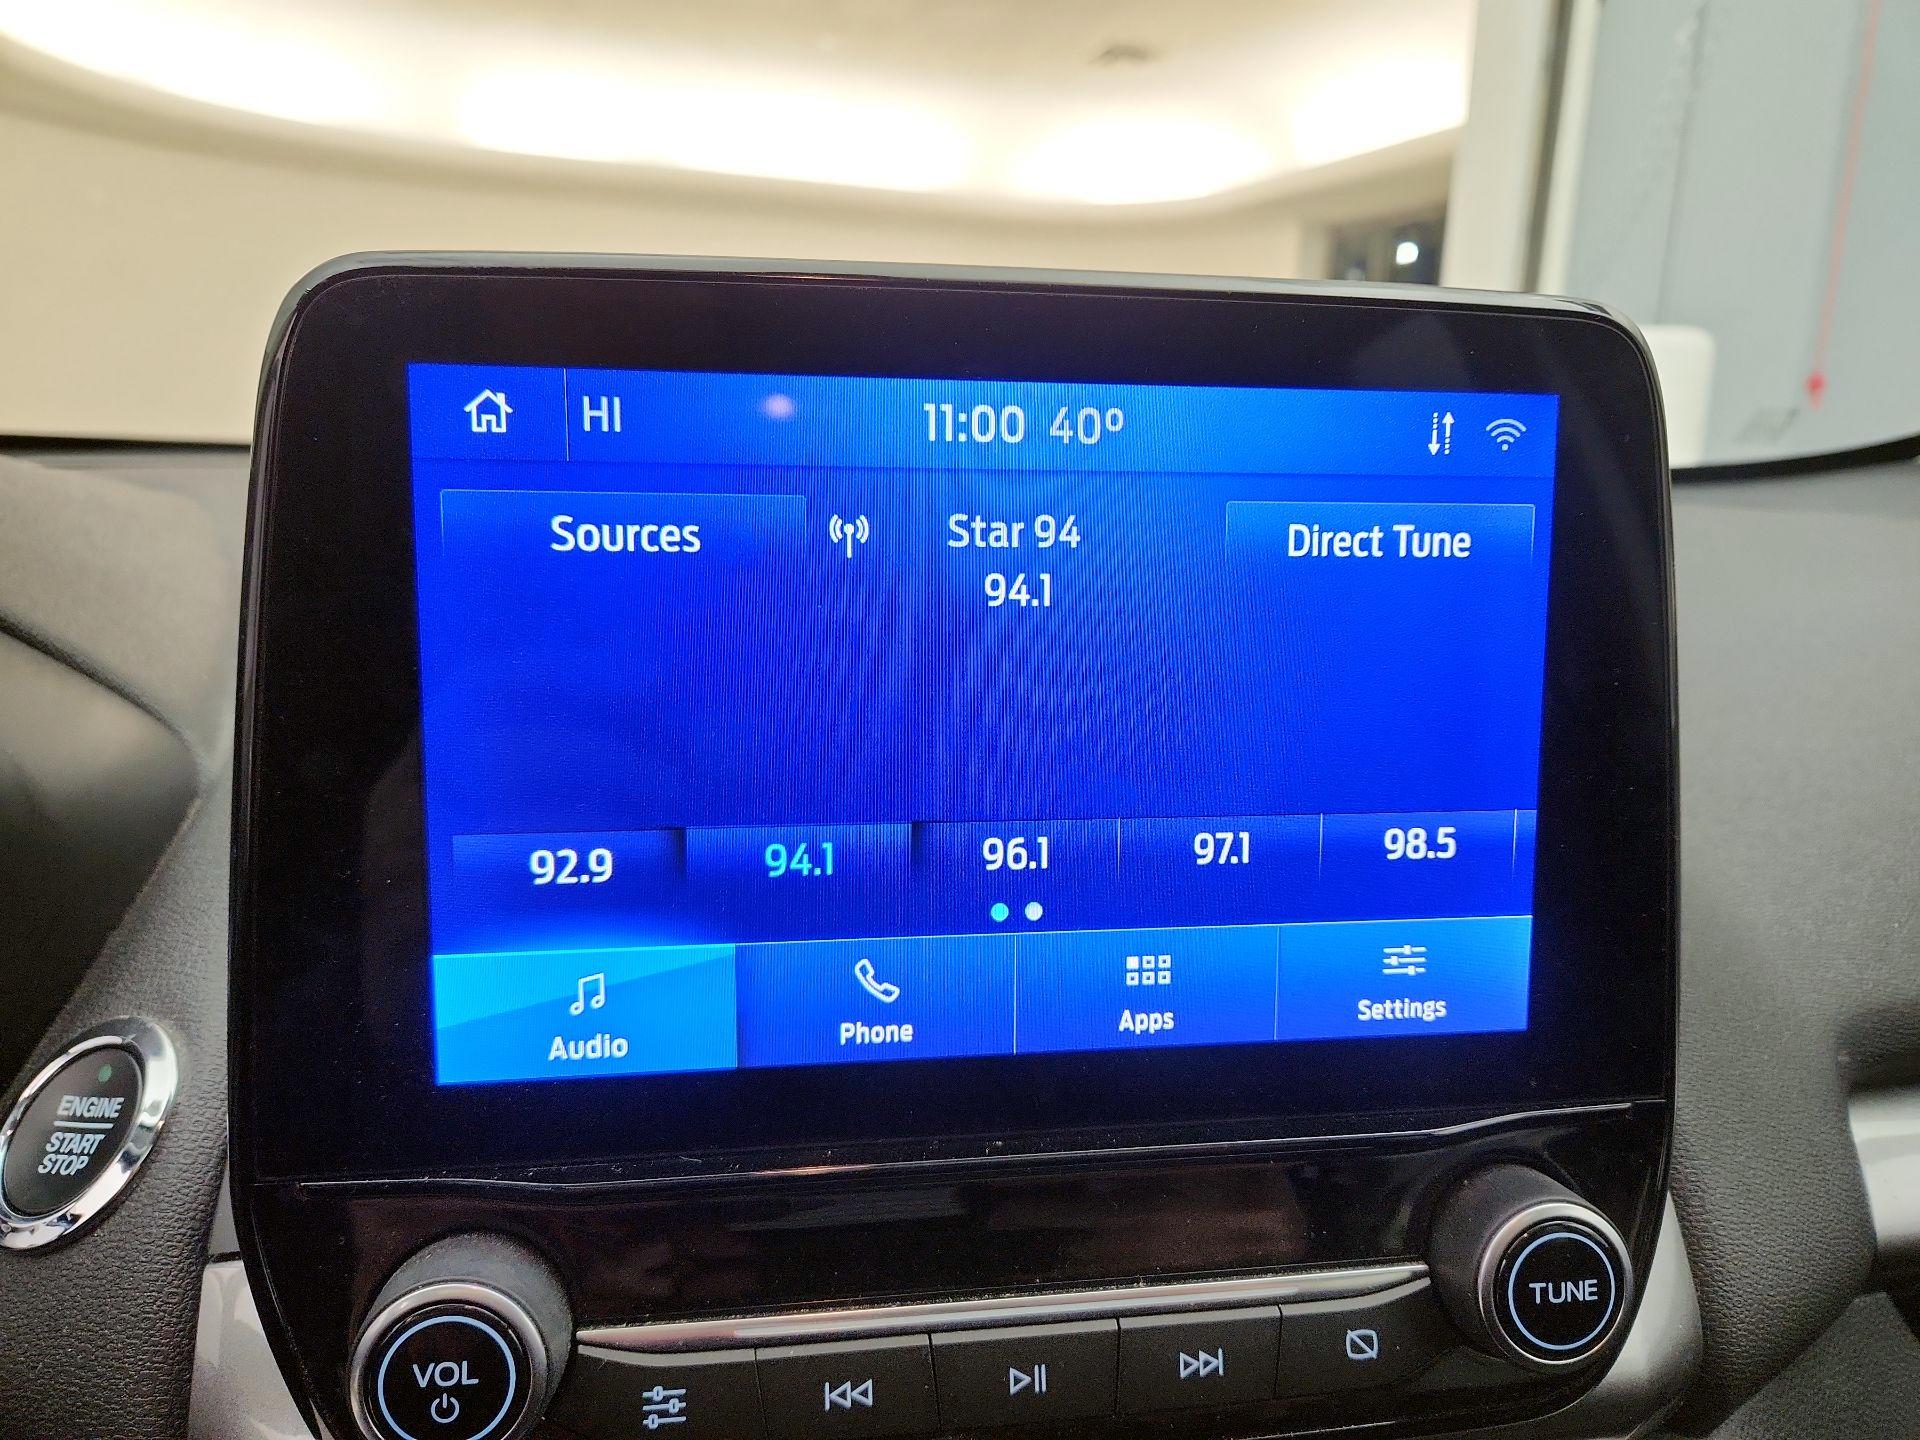 HI
11:00 40°
Sources
Star 94
94.1
Direct Tune
92.9
94.1
96.1
97.1
98.5
Audio
Phone
Apps
Settings
ENGINE
START
STOP
VOL
TUNE